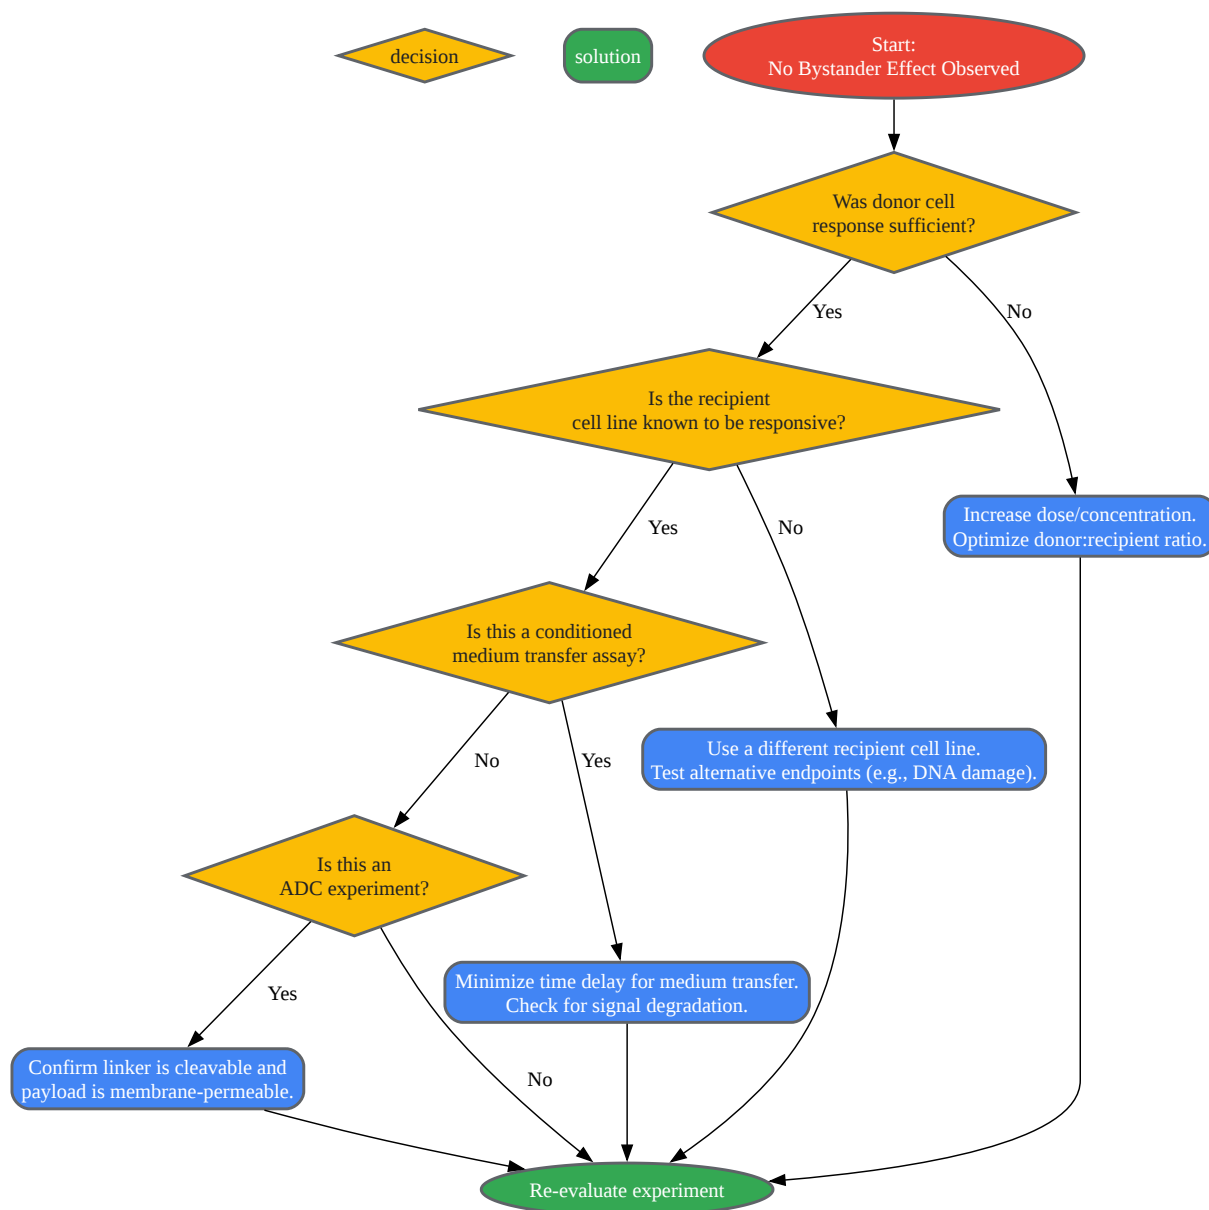 decision
solution
Start:
No Bystander Effect Observed
Was donor cell
response sufficient?
Yes
No
Is the recipient
cell line known to be responsive?
Yes
No
Increase dose/concentration.
Optimize donor:recipient ratio.
Is this a conditioned
medium transfer assay?
No
Yes
Use a different recipient cell line.
Test alternative endpoints (e.g., DNA damage).
Is this an
ADC experiment?
Yes
Minimize time delay for medium transfer.
Check for signal degradation.
Confirm linker is cleavable and
payload is membrane-permeable.
No
Re-evaluate experiment